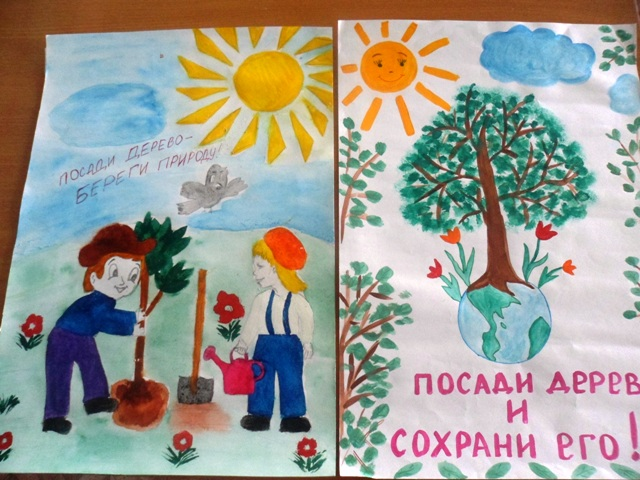 ПОСАДИ ДЕРЕВО-
БЕРЕГИ ПРИРОДУ!
ПОСАДИ ДЕРЕВ
И
СОХРАНИ ЕГО!